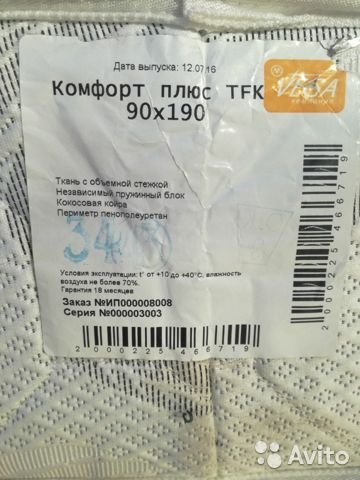 Дата выпуска: 12.07.16
Комфорт плюс TFK
90x190
VEGA
компания
Ткань с объемной стежкой
Независимый пружинный блок
Кокосовая койра
Периметр пенополеуретан
Условия эксплуатации: t° от +10 до +40°С, влажность
воздуха не более 70%.
Гарантия 18 месяцев
Заказ №ИП000008008
Серия №000003003
2000225466719
2000225466719
Avito